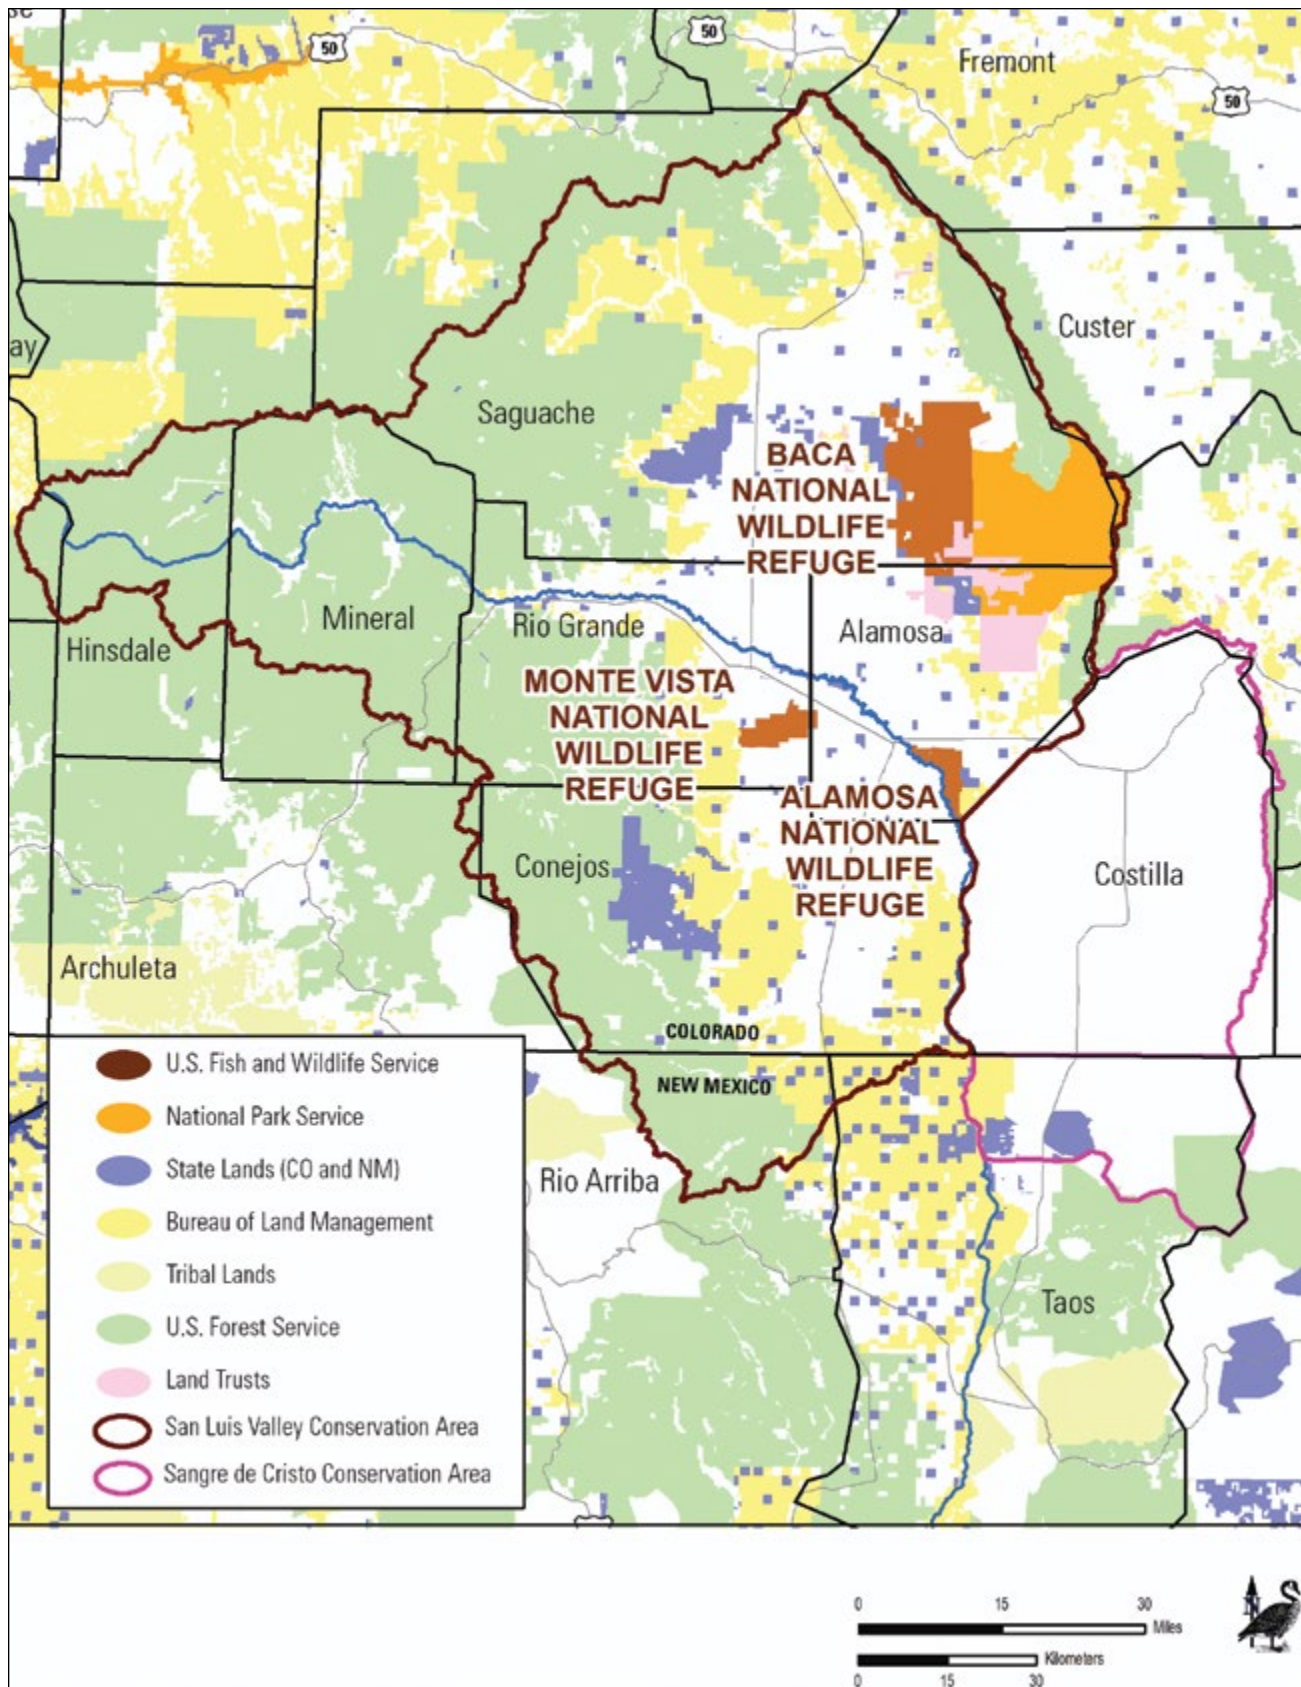 50
50
Fremont
50
Custer
ay
Saguache
BACA
NATIONAL
WILDLIFE
REFUGE
Mineral
Rio Grande
Alamosa
Hinsdale
MONTE VISTA
NATIONAL
WILDLIFE
REFUGE
ALAMOSA
NATIONAL
WILDLIFE
REFUGE
Conejos
Costilla
Archuleta
COLORADO
NEW MEXICO
Rio Arriba
Taos
U.S. Fish and Wildlife Service
National Park Service
State Lands (CO and NM)
Bureau of Land Management
Tribal Lands
U.S. Forest Service
Land Trusts
San Luis Valley Conservation Area
Sangre de Cristo Conservation Area
0 15 30
Miles
Kilometers
0 15 30
N